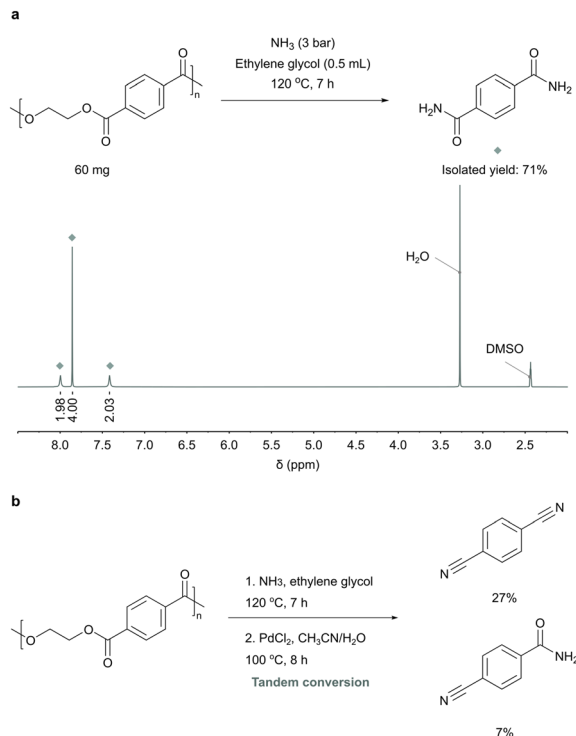 a
NH₃ (3 bar)
Ethylene glycol (0.5 mL)
120 °C, 7 h
O
O
O
O
n
60 mg
O
NH₂
H₂N
O
Isolated yield: 71%
H₂O
DMSO
1.98
4.00
2.03
8.0 7.5 7.0 6.5 6.0 5.5 5.0 4.5 4.0 3.5 3.0 2.5
δ (ppm)
b
O
O
O
O
n
1. NH₃, ethylene glycol
120 °C, 7 h
2. PdCl₂, CH₃CN/H₂O
100 °C, 8 h
Tandem conversion
N
N
27%
O
NH₂
N
7%